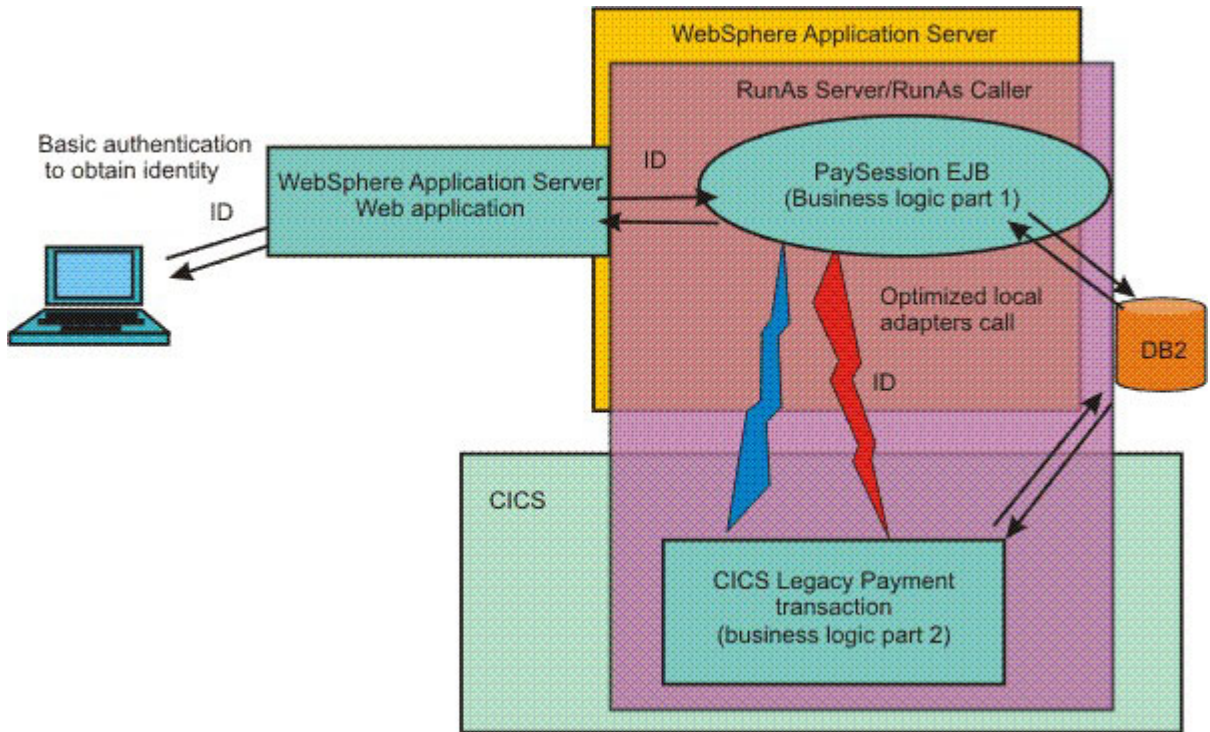 WebSphere Application Server
RunAs Server/RunAs Caller
Basic authentication
to obtain identity
ID
WebSphere Application Server
Web application
ID
PaySession EJB
(Business logic part 1)
Optimized local
adapters call
ID
DB2
CICS
CICS Legacy Payment
transaction
(business logic part 2)